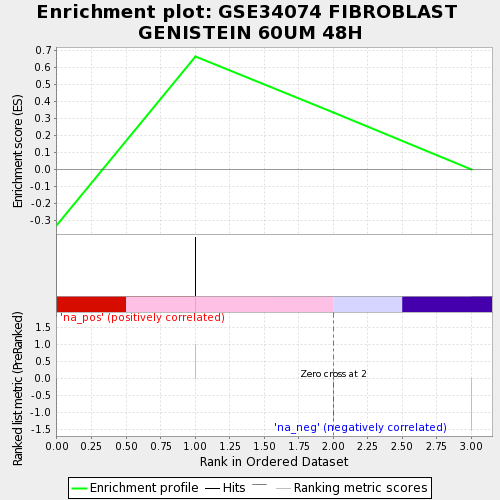 Enrichment plot: GSE34074 FIBROBLAST
GENISTEIN 60UM 48H
Enrichment score (ES)
0.7
0.6
0.5
0.4
0.3
0.2
0.1
0.0
-0.1
-0.2
-0.3
'na_pos' (positively correlated)
Ranked list metric (PreRanked)
1.5
1.0
0.5
0.0
-0.5
-1.0
-1.5
Zero cross at 2
'na_neg' (negatively correlated)
0.00 0.25 0.50 0.75 1.00 1.25 1.50 1.75 2.00 2.25 2.50 2.75 3.00
Rank in Ordered Dataset
Enrichment profile Hits Ranking metric scores